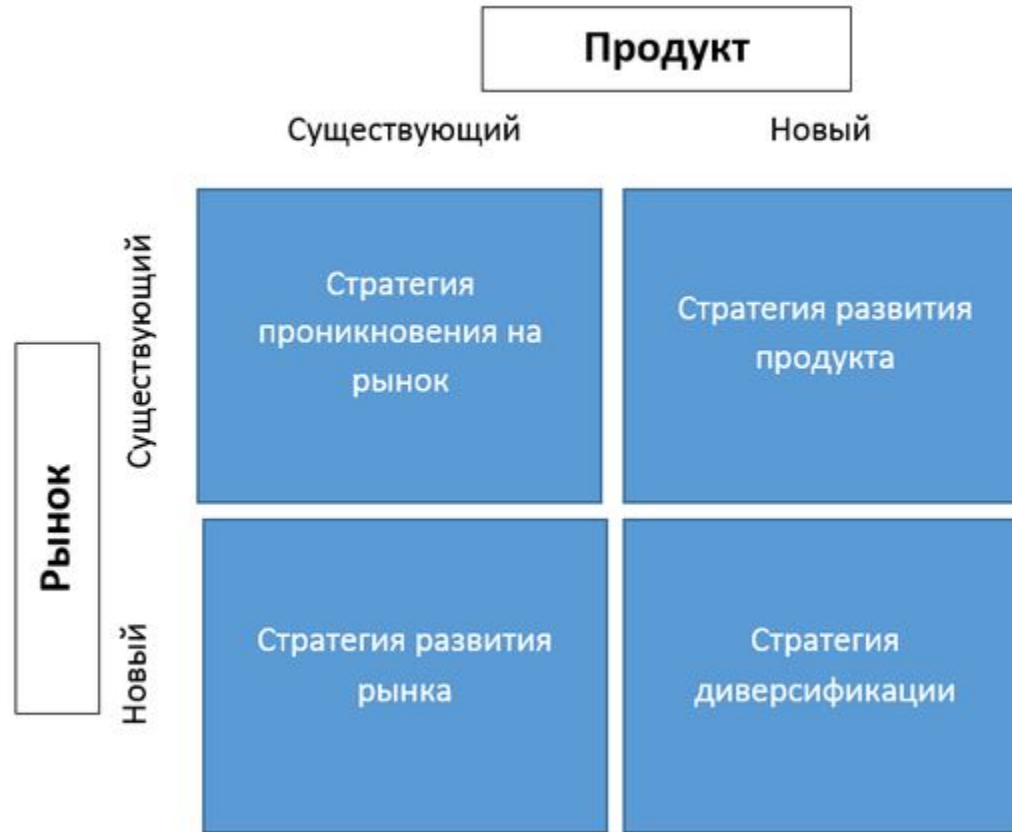 Продукт
Существующий
Новый
Рынок
Существующий
Стратегия
проникновения на
рынок
Стратегия развития
продукта
Новый
Стратегия развития
рынка
Стратегия
диверсификации